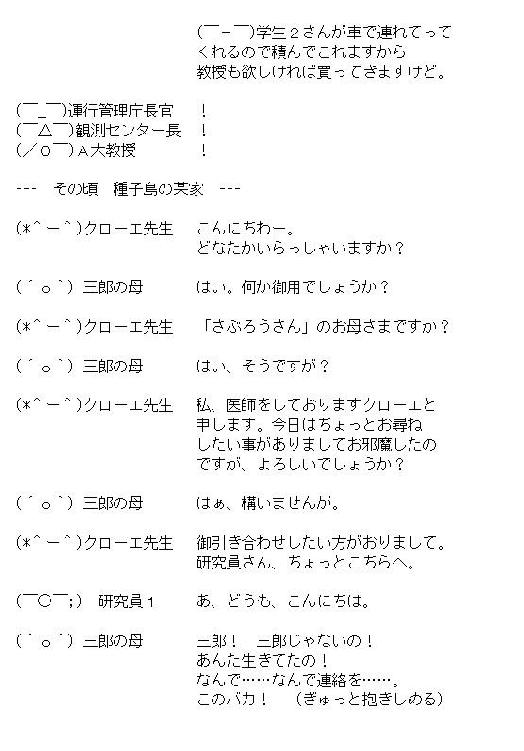 (￣－￣)学生２さんが車で連れてって
くれるので積んでこれますから
教授も欲しければ買ってきますけど。
(￣_￣)運行管理庁長官　！
(￣△￣)観測センター長　！
(／０￣)Ａ大教授　！
---　その頃　種子島の某家　---
(*＾ー＾)クローエ先生　こんにちわー。
どなたかいらっしゃいますか？
(´ｏ｀) 三郎の母　はい。何か御用でしょうか？
(*＾ー＾)クローエ先生　「さぶろうさん」のお母さまですか？
(´ｏ｀) 三郎の母　はい、そうですが？
(*＾ー＾)クローエ先生　私、医師をしておりますクローエと
申します。今日はちょっとお尋ね
したい事がありましてお邪魔したの
ですが、よろしいでしょうか？
(´ｏ｀) 三郎の母　はぁ、構いませんが。
(*＾ー＾)クローエ先生　御引き合わせしたい方がおりまして。
研究員さん、ちょっとこちらへ。
(￣○￣;)　研究員１　あ、どうも、こんにちは。
(´ｏ｀) 三郎の母　三郎！　三郎じゃないの！
あんた生きてたの！
なんで……なんで連絡を……。
このバカ！　（ぎゅっと抱きしめる）